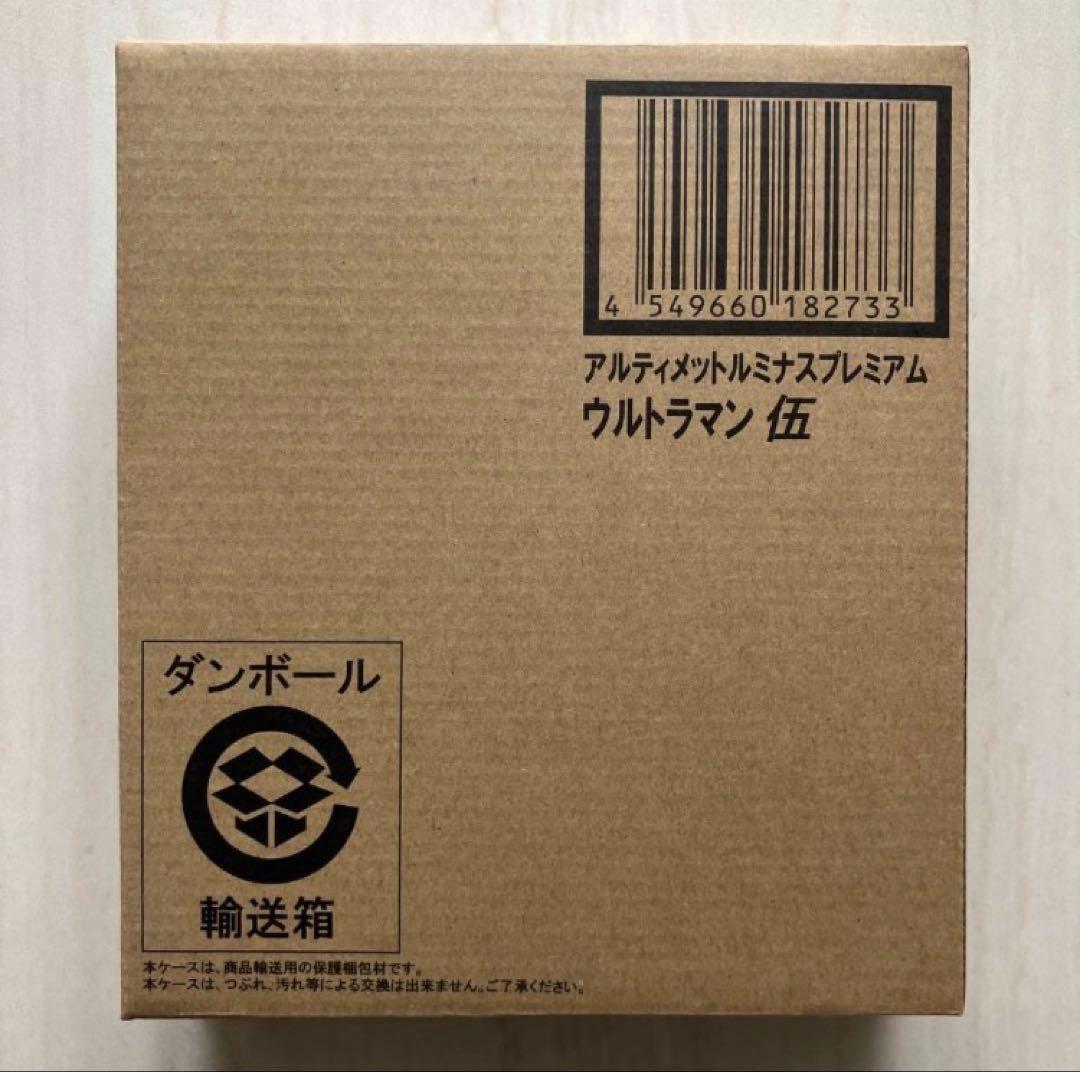 4 549660 182733
アルティメットルミナスプレミアム
ウルトラマン 伍
ダンボール
輸送箱
本ケースは、商品輸送用の保護梱包材です。
本ケースは、つぶれ、汚れ等による交換は出来ません。ご了承ください。